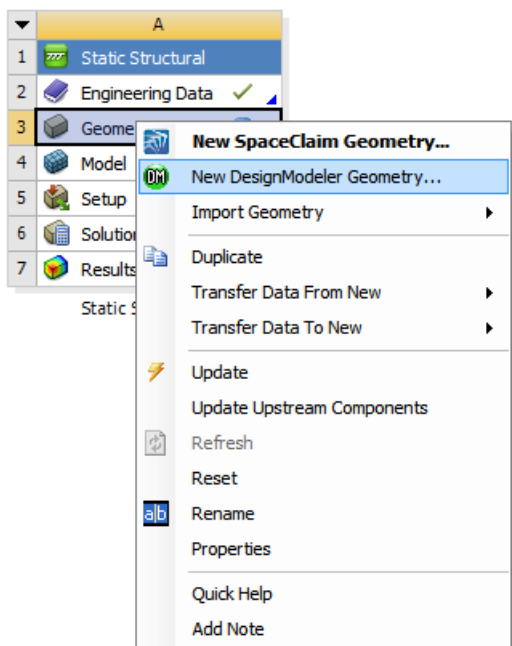 A
1 Static Structural
2 Engineering Data
3 Geome
New SpaceClaim Geometry...
4 Model
DM New DesignModeler Geometry...
5 Setup
Import Geometry
6 Solution
7 Results
Duplicate
Transfer Data From New
Static S
Transfer Data To New
Update
Update Upstream Components
Refresh
Reset
a|b Rename
Properties
Quick Help
Add Note